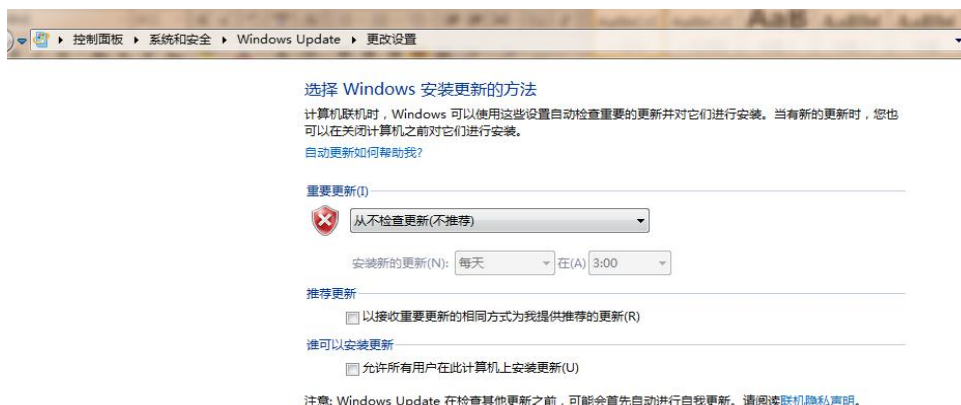 AaB
控制面板 ▸ 系统和安全 ▸ Windows Update ▸ 更改设置
选择 Windows 安装更新的方法
计算机联机时，Windows 可以使用这些设置自动检查重要的更新并对它们进行安装。当有新的更新时，您也
可以在关闭计算机之前对它们进行安装。
自动更新如何帮助我?
重要更新(I)
从不检查更新(不推荐)
安装新的更新(N): 每天 在(A) 3:00
推荐更新
以接收重要更新的相同方式为我提供推荐的更新(R)
谁可以安装更新
允许所有用户在此计算机上安装更新(U)
注意: Windows Update 在检查其他更新之前，可能会首先自动进行自我更新。请阅读联机隐私声明。